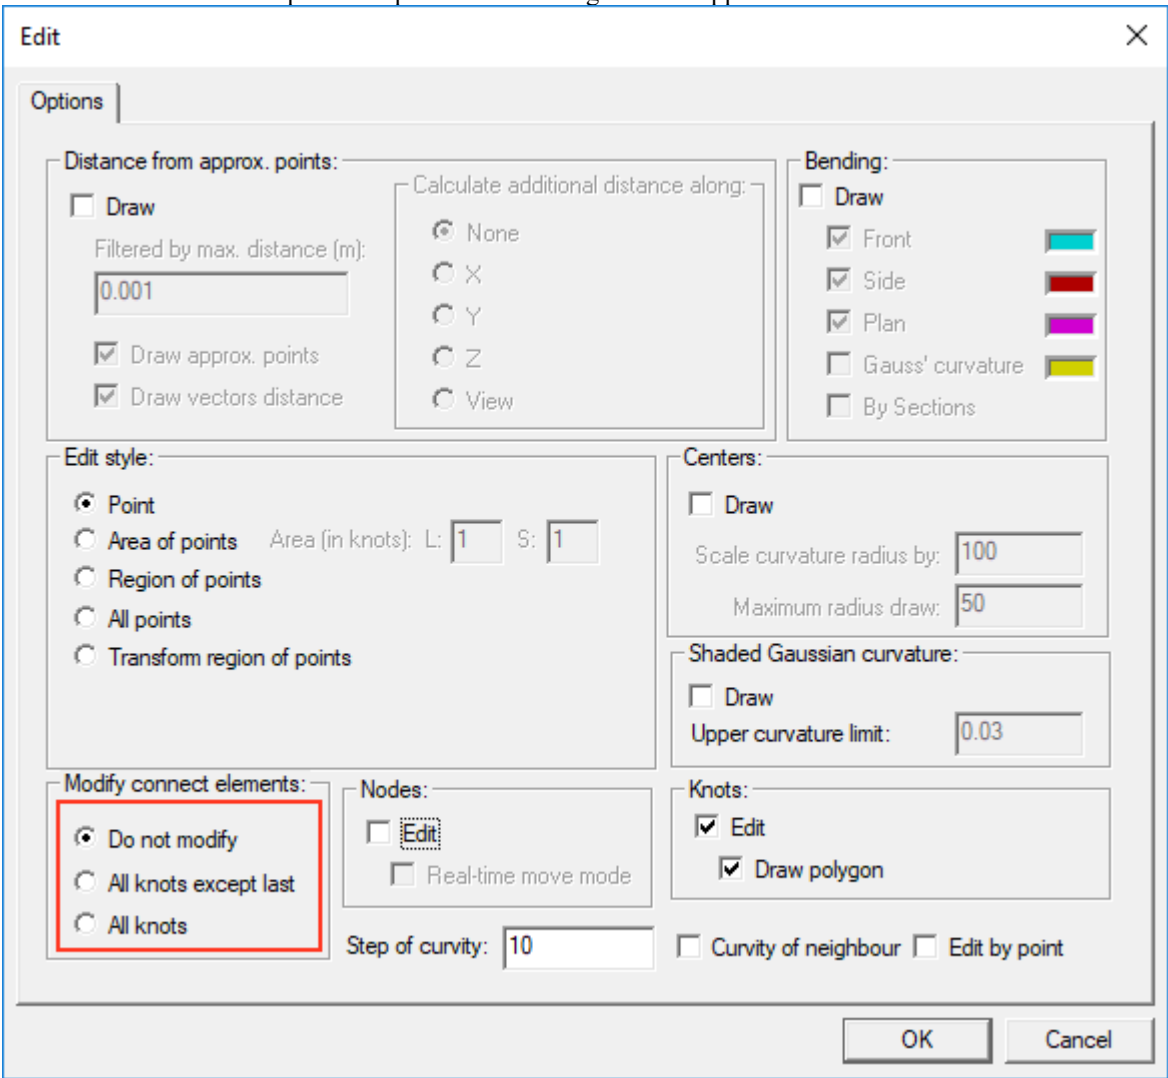 Edit
Options
Distance from approx. points:
Draw
Filtered by max. distance (m):
0.001
Draw approx. points
Draw vectors distance
Calculate additional distance along:
None
X
Y
Z
View
Bending:
Draw
Front
Side
Plan
Gauss' curvature
By Sections
Edit style:
Point
Area of points Area (in knots): L: 1 S: 1
Region of points
All points
Transform region of points
Centers:
Draw
Scale curvature radius by: 100
Maximum radius draw: 50
Shaded Gaussian curvature:
Draw
Upper curvature limit: 0.03
Modify connect elements:
Do not modify
All knots except last
All knots
Nodes:
Edit
Real-time move mode
Knots:
Edit
Draw polygon
Step of curvity: 10
Curvity of neighbour
Edit by point
OK
Cancel